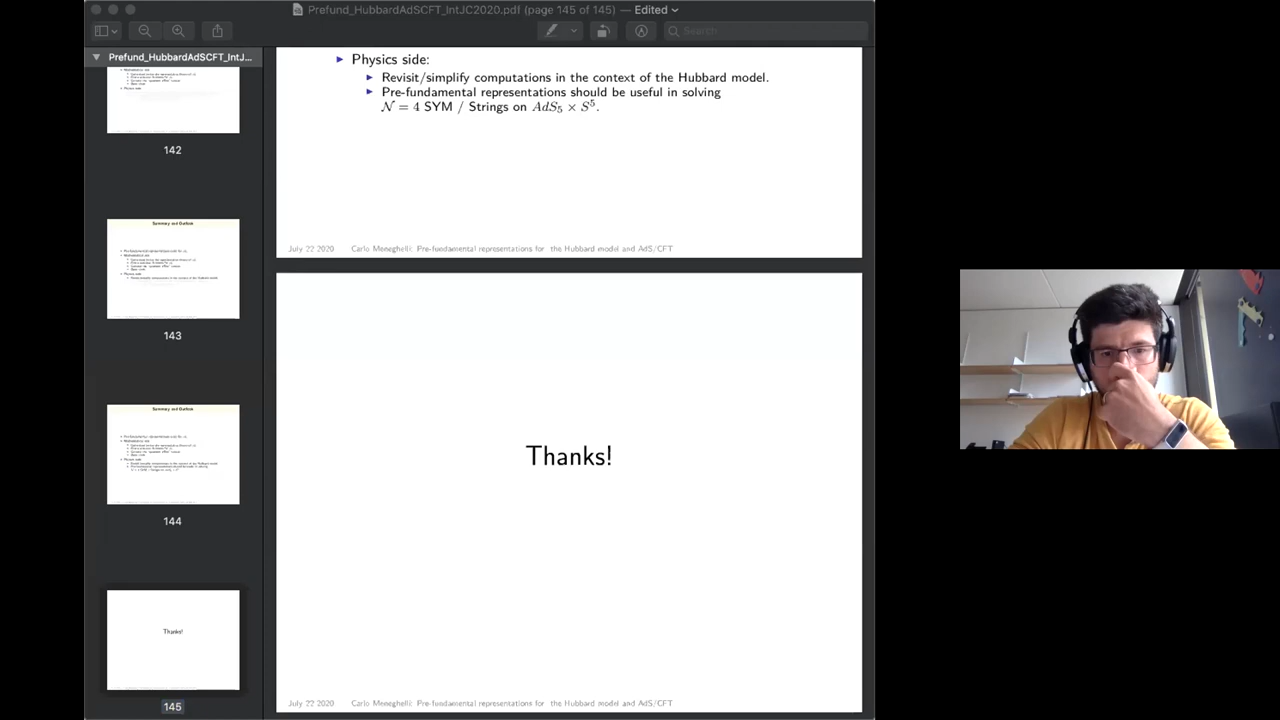 Prefund_HubbardAdSCFT_IntJC2020.pdf (page 145 of 145) — Edited
Search
Prefund_HubbardAdSCFT_IntJ...
Physics side:
Revisit/simplify computations in the context of the Hubbard model.
Pre-fundamental representations should be useful in solving
𝒩 = 4 SYM / Strings on AdS₅ × S⁵.
July 22 2020 Carlo Meneghelli: Pre-fundamental representations for the Hubbard model and AdS/CFT
142
Summary and Outlook
143
Summary and Outlook
144
Thanks!
Thanks!
145
July 22 2020 Carlo Meneghelli: Pre-fundamental representations for the Hubbard model and AdS/CFT